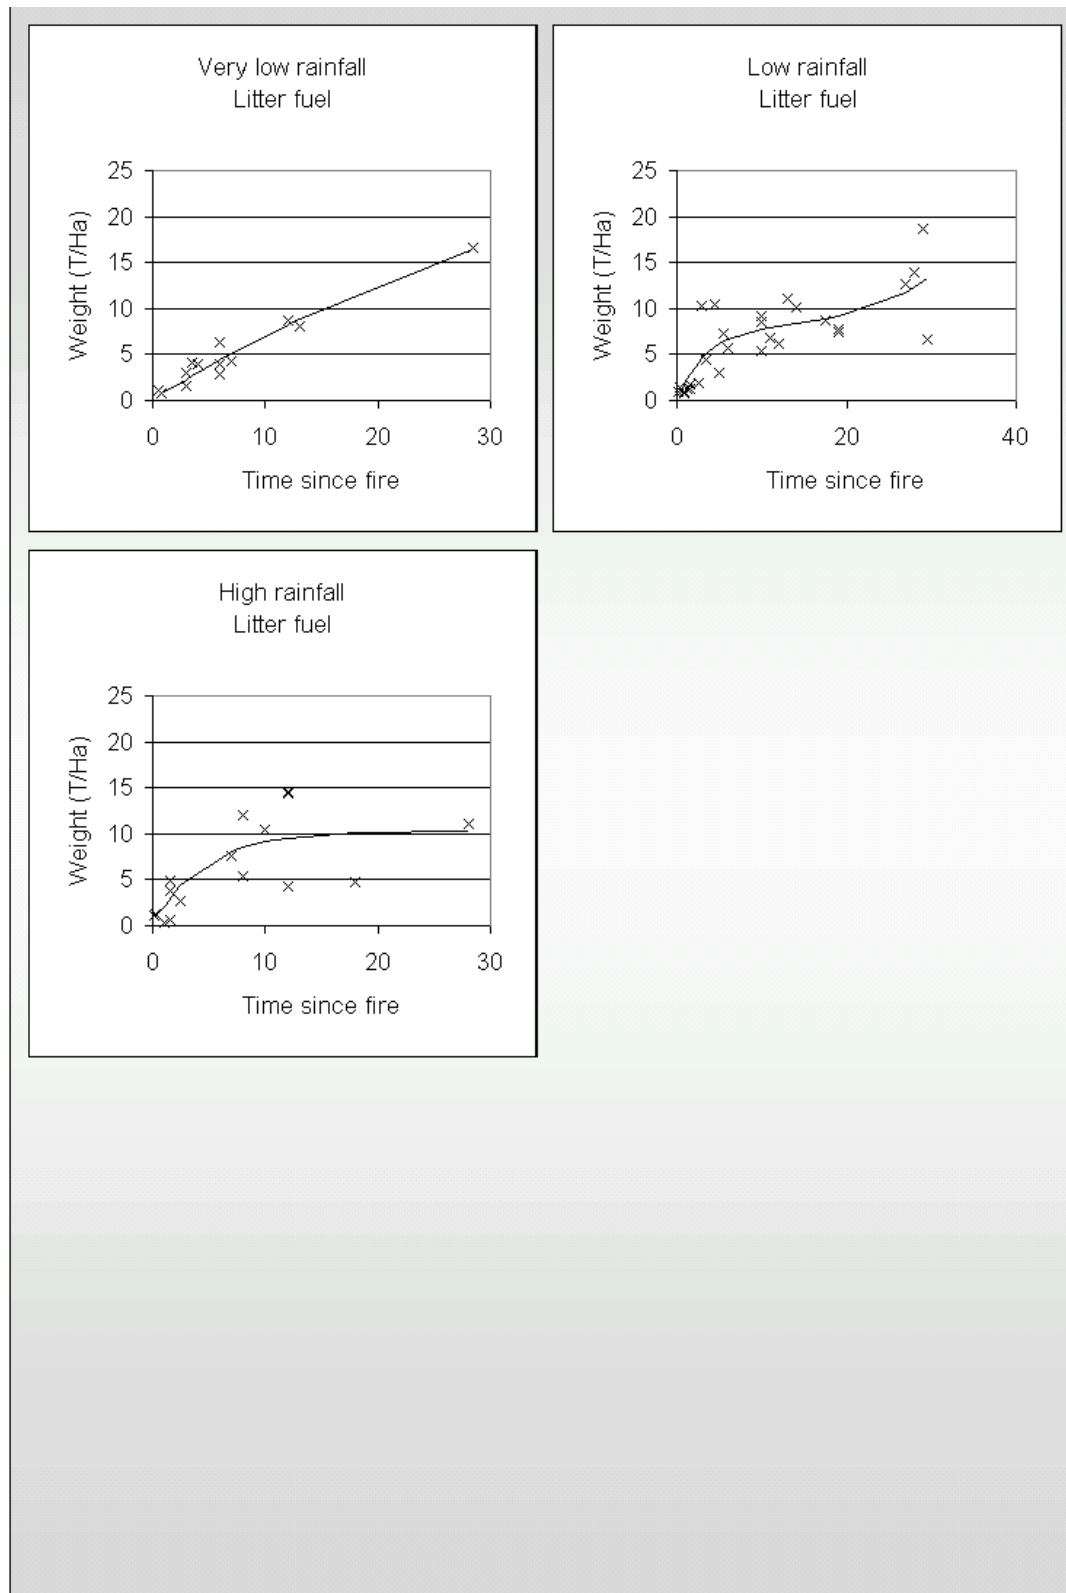 Very low rainfall
Litter fuel
25
20
15
10
5
0
Weight (T/Ha)
0 10 20 30
Time since fire
Low rainfall
Litter fuel
25
20
15
10
5
0
Weight (T/Ha)
0 20 40
Time since fire
High rainfall
Litter fuel
25
20
15
10
5
0
Weight (T/Ha)
0 10 20 30
Time since fire